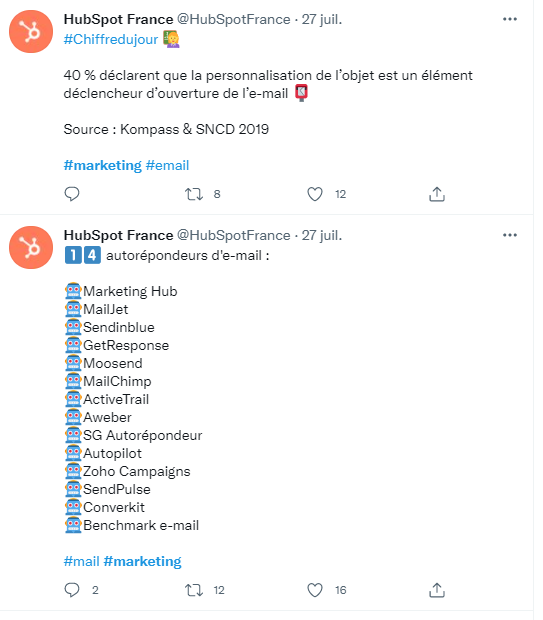 HubSpot France @HubSpotFrance · 27 juil.
#Chiffredujour
40 % déclarent que la personnalisation de l’objet est un élément
déclencheur d’ouverture de l’e-mail
Source : Kompass & SNCD 2019
#marketing #email
8 12
HubSpot France @HubSpotFrance · 27 juil.
14 autorépondeurs d'e-mail :
Marketing Hub
MailJet
Sendinblue
GetResponse
Moosend
MailChimp
ActiveTrail
Aweber
SG Autorépondeur
Autopilot
Zoho Campaigns
SendPulse
Converkit
Benchmark e-mail
#mail #marketing
2 12 16